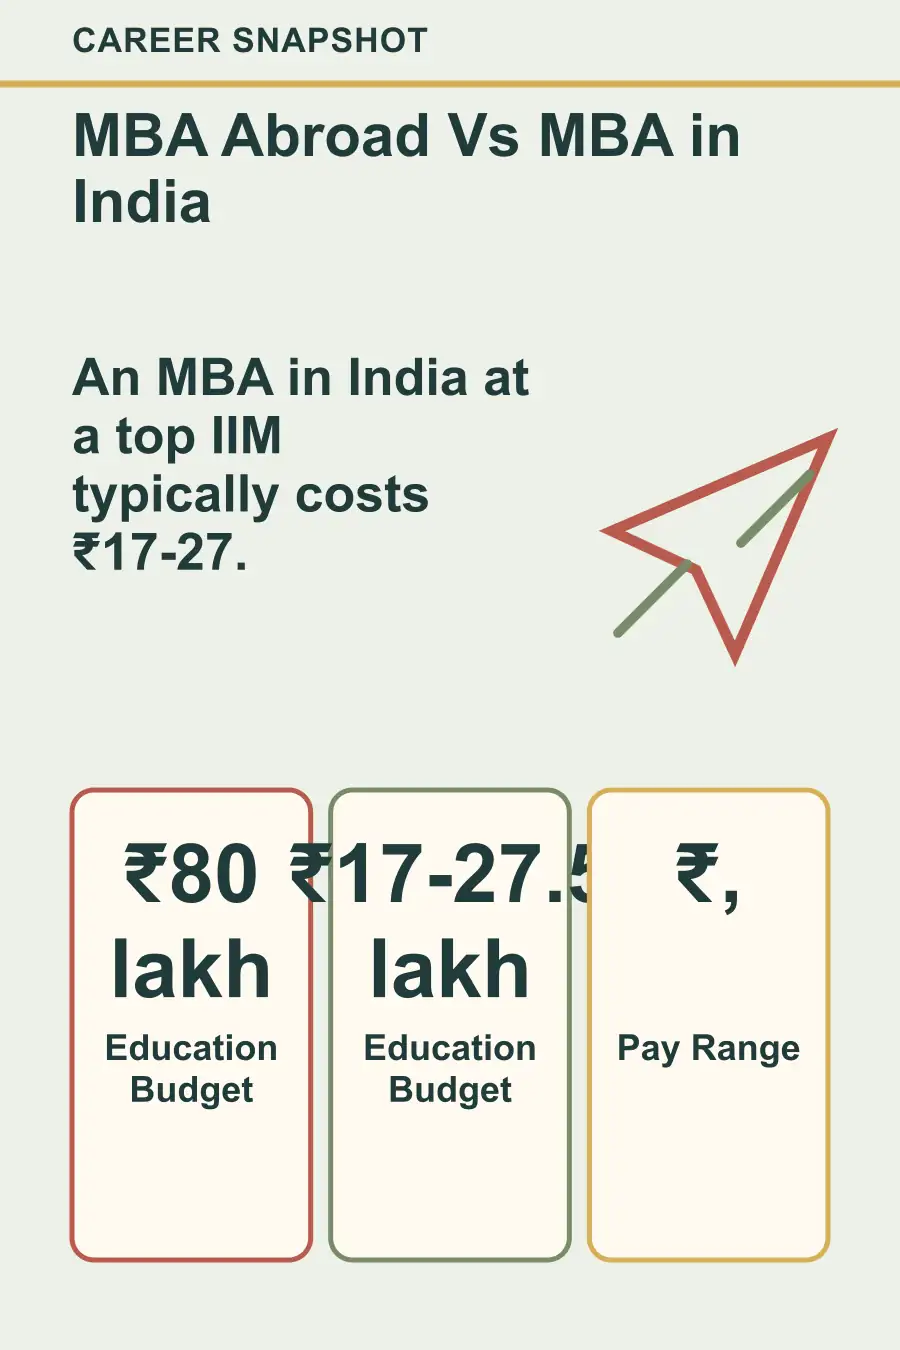 CAREER SNAPSHOT
MBA Abroad Vs MBA in
India
An MBA in India at
a top IIM
typically costs
₹17-27.
₹80
lakh
Education
Budget
₹17-27.5
lakh
Education
Budget
₹,
Pay Range